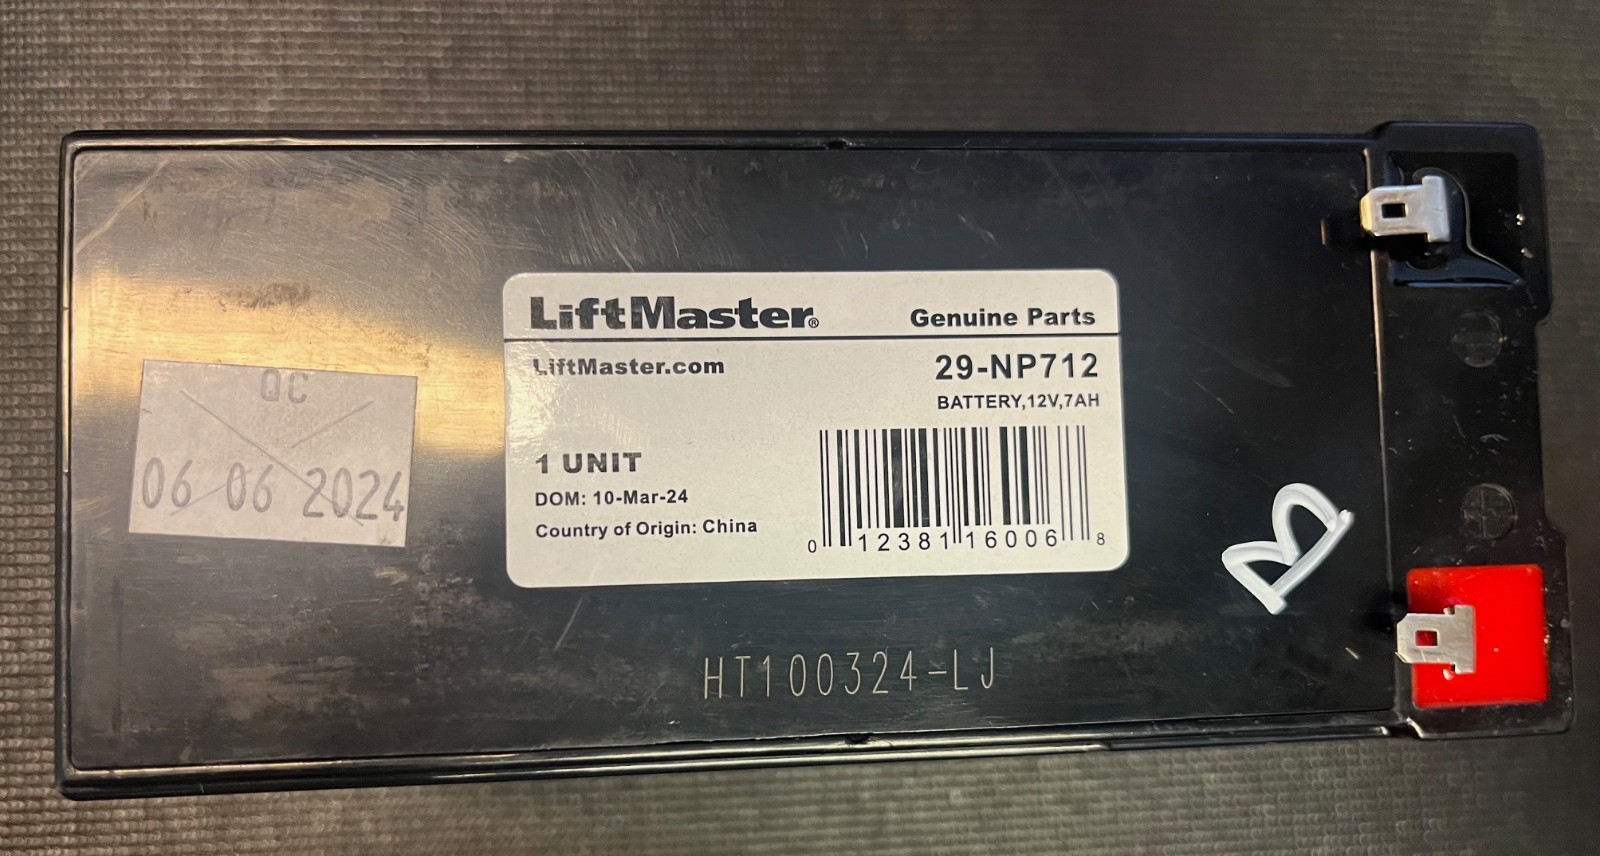 LiftMaster®
Genuine Parts
LiftMaster.com
29-NP712
BATTERY,12V,7AH
1 UNIT
DOM: 10-Mar-24
Country of Origin: China
0 12381 16006 8
QC
06 06 2024
HT100324-LJ
B